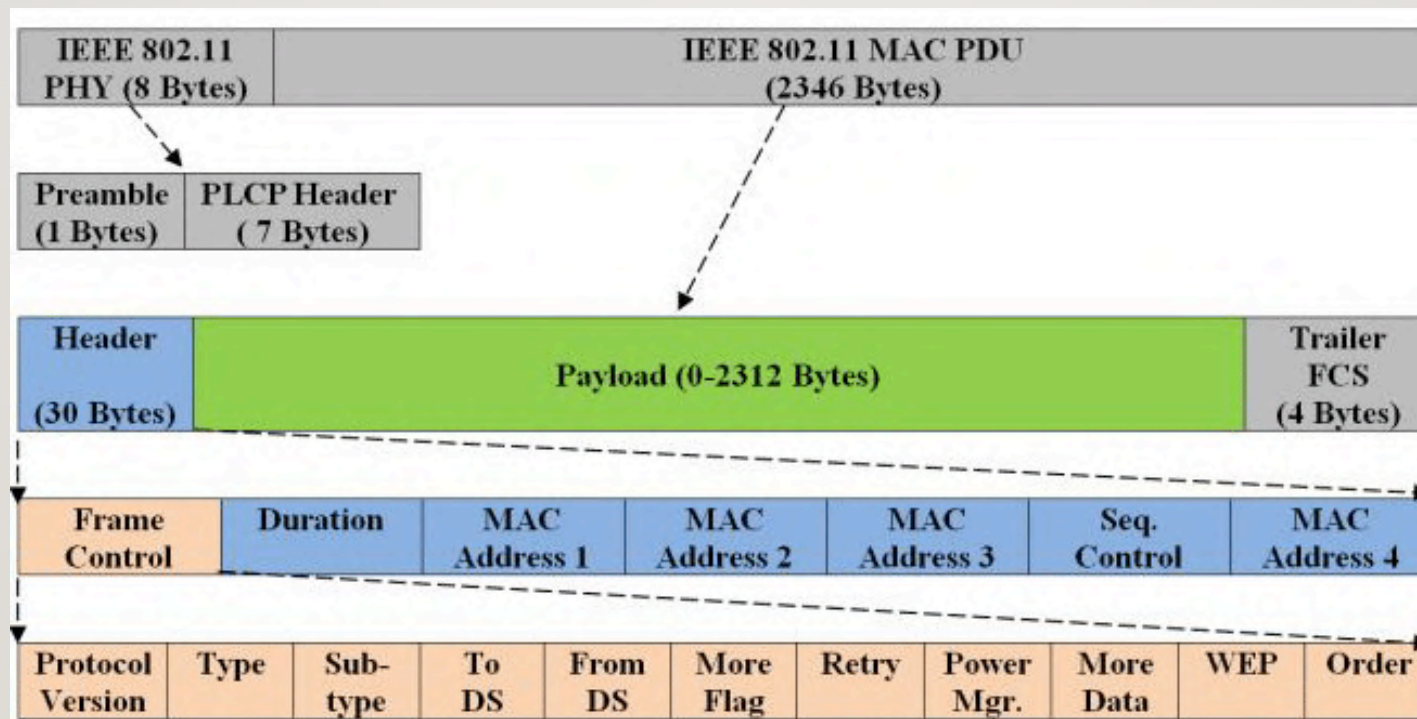 IEEE 802.11
PHY (8 Bytes)
IEEE 802.11 MAC PDU
(2346 Bytes)
Preamble
(1 Bytes)
PLCP Header
( 7 Bytes)
Header
(30 Bytes)
Payload (0-2312 Bytes)
Trailer
FCS
(4 Bytes)
Frame
Control
Duration
MAC
Address 1
MAC
Address 2
MAC
Address 3
Seq.
Control
MAC
Address 4
Protocol
Version
Type
Sub-
type
To
DS
From
DS
More
Flag
Retry
Power
Mgr.
More
Data
WEP
Order